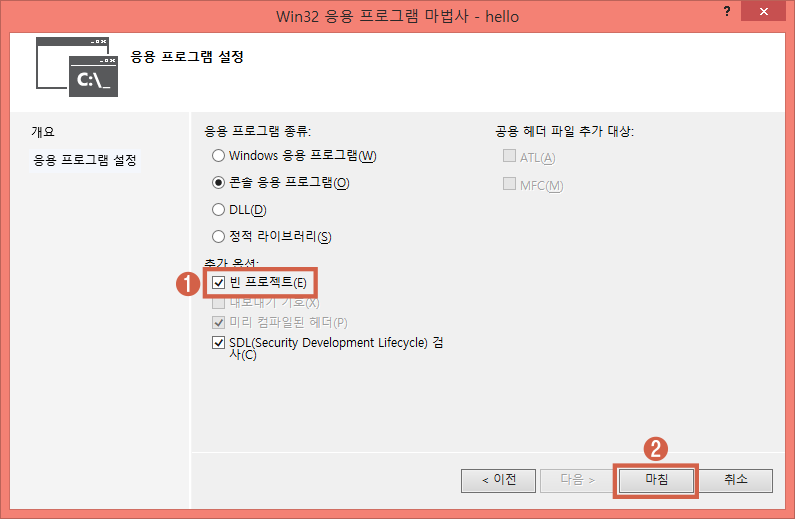 Win32 응용 프로그램 마법사 - hello
?
x
C:\_
응용 프로그램 설정
개요
응용 프로그램 설정
응용 프로그램 종류:
Windows 응용 프로그램(W)
콘솔 응용 프로그램(O)
DLL(D)
정적 라이브러리(S)
추가 옵션:
1
빈 프로젝트(E)
내보내기 기호(X)
미리 컴파일된 헤더(P)
SDL(Security Development Lifecycle) 검
사(C)
공용 헤더 파일 추가 대상:
ATL(A)
MFC(M)
2
< 이전
다음 >
마침
취소